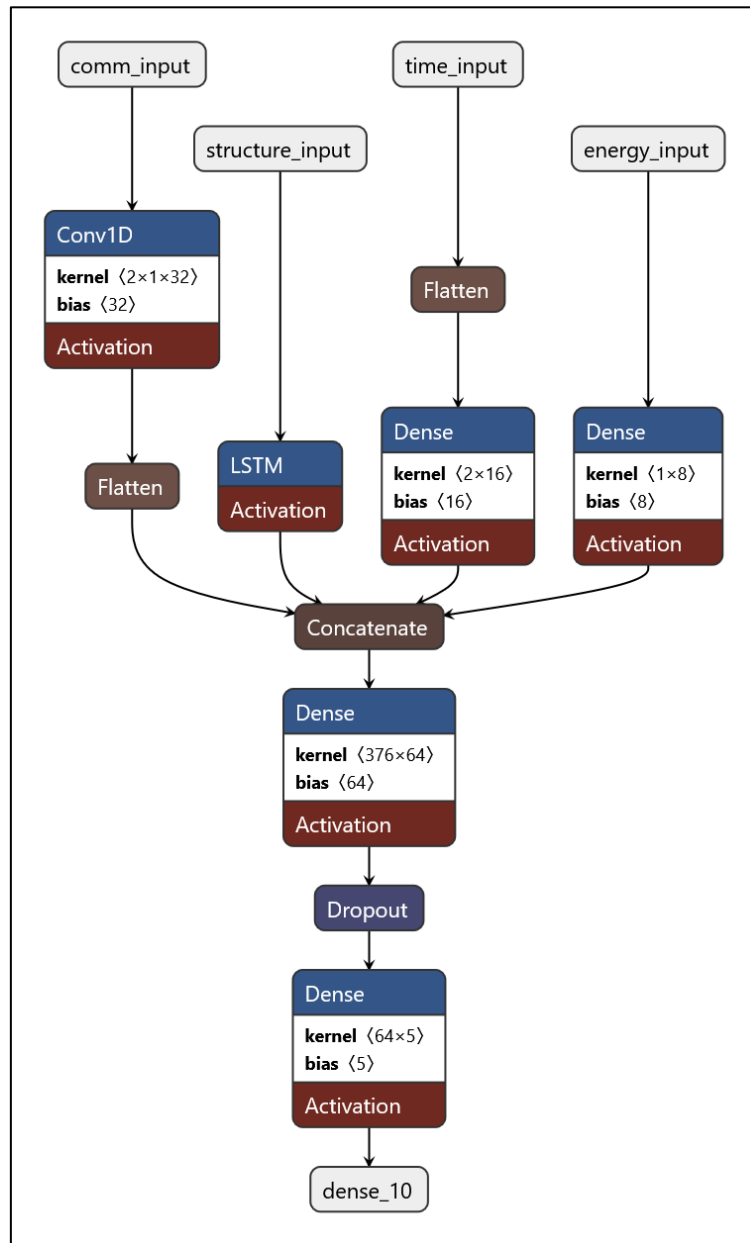 comm_input
time_input
structure_input
energy_input
Conv1D
kernel 〈2×1×32〉
bias 〈32〉
Activation
Flatten
Flatten
LSTM
Activation
Dense
kernel 〈2×16〉
bias 〈16〉
Activation
Dense
kernel 〈1×8〉
bias 〈8〉
Activation
Concatenate
Dense
kernel 〈376×64〉
bias 〈64〉
Activation
Dropout
Dense
kernel 〈64×5〉
bias 〈5〉
Activation
dense_10